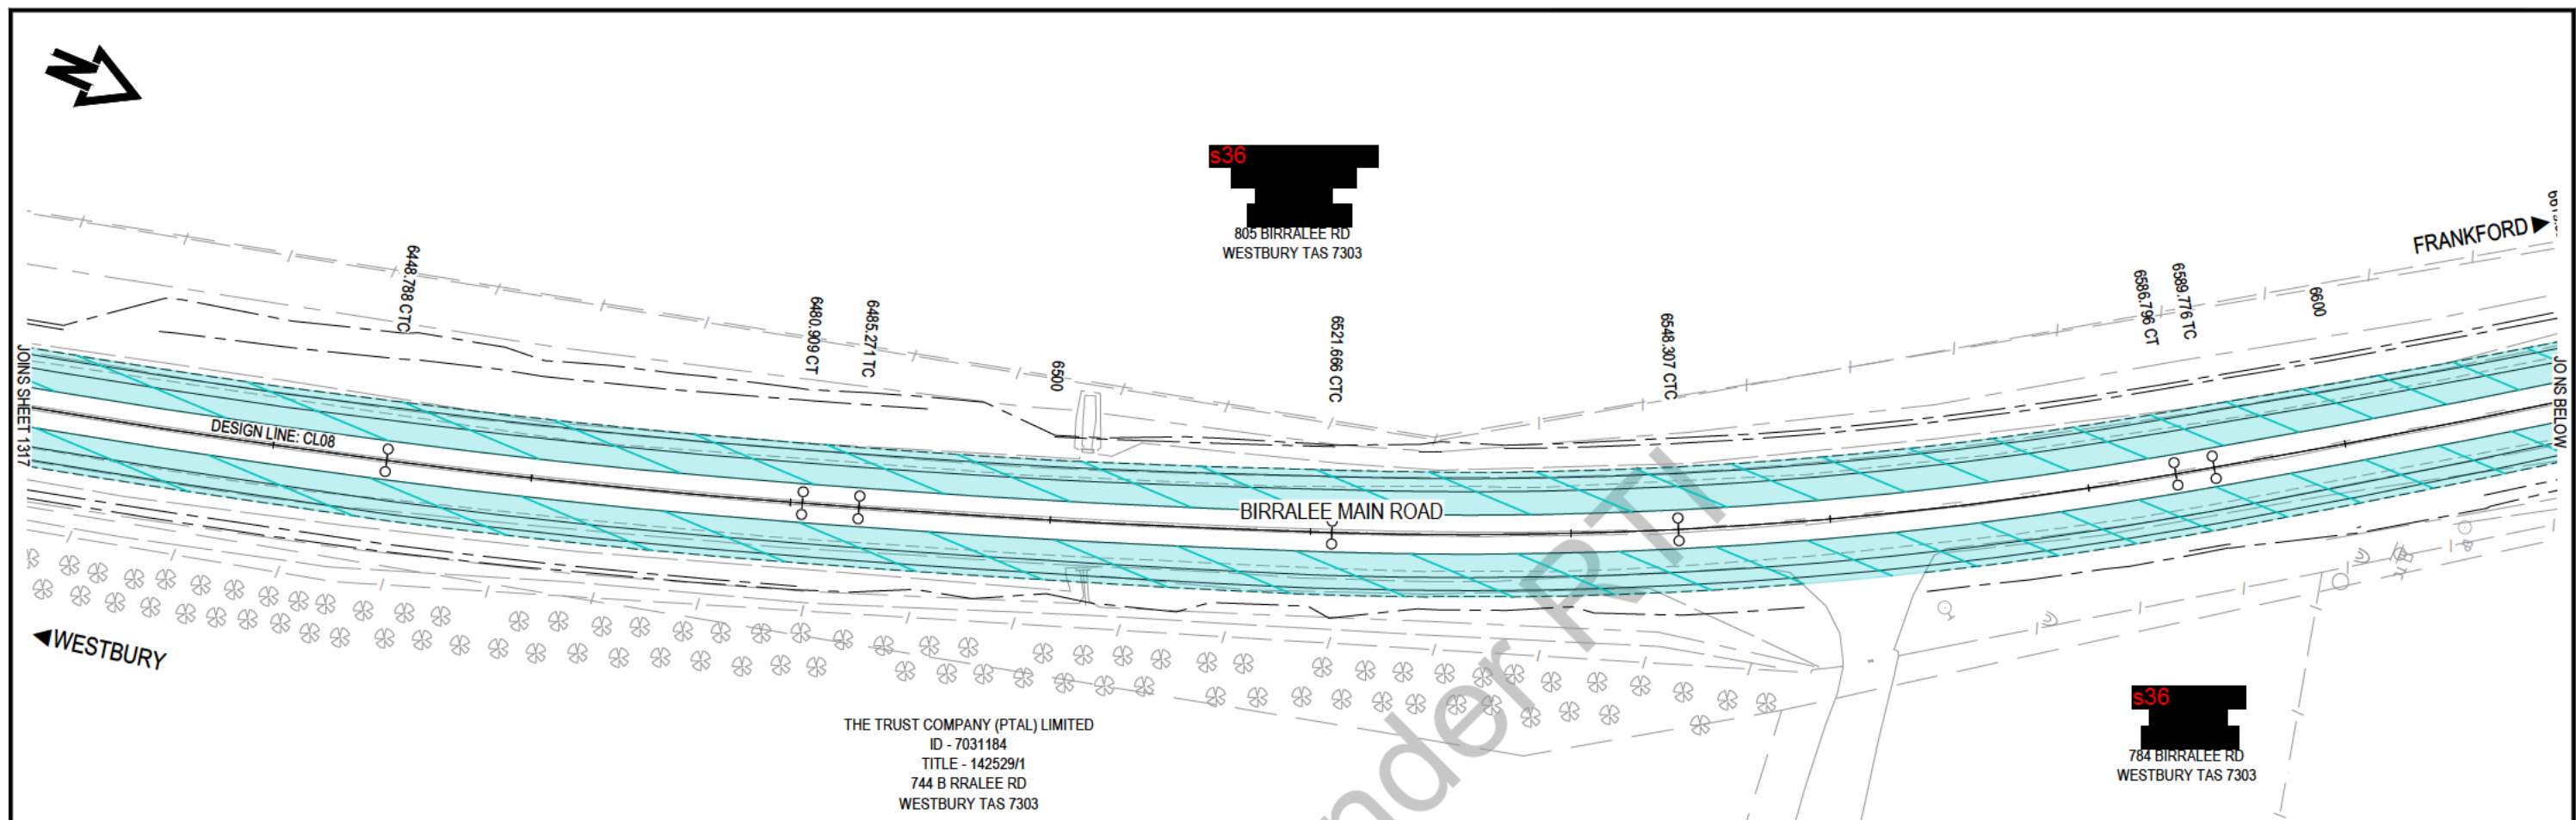 s36
805 BIRRALEE RD
WESTBURY TAS 7303
FRANKFORD
6448.788 CTC
6480.909 CT
6485.271 TC
6500
6521.666 CTC
6548.307 CTC
6586.796 CT
6589.776 TC
6600
JOINS SHEET 1317
DESIGN LINE: CL08
BIRRALEE MAIN ROAD
JO NS BELOW
WESTBURY
THE TRUST COMPANY (PTAL) LIMITED
ID - 7031184
TITLE - 142529/1
744 B RRALEE RD
WESTBURY TAS 7303
s36
784 BIRRALEE RD
WESTBURY TAS 7303
nder RTI